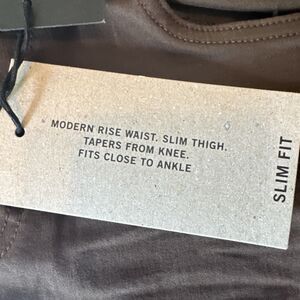 MODERN RISE WAIST. SLIM THIGH.
TAPERS FROM KNEE.
FITS CLOSE TO ANKLE
SLIM FIT